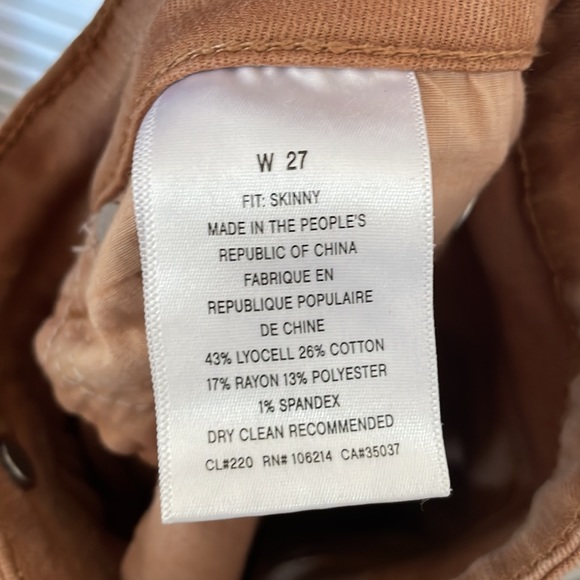 W 27
FIT: SKINNY
MADE IN THE PEOPLE'S
REPUBLIC OF CHINA
FABRIQUE EN
REPUBLIQUE POPULAIRE
DE CHINE
43% LYOCELL 26% COTTON
17% RAYON 13% POLYESTER
1% SPANDEX
DRY CLEAN RECOMMENDED
CL#220 RN# 106214 CA#35037